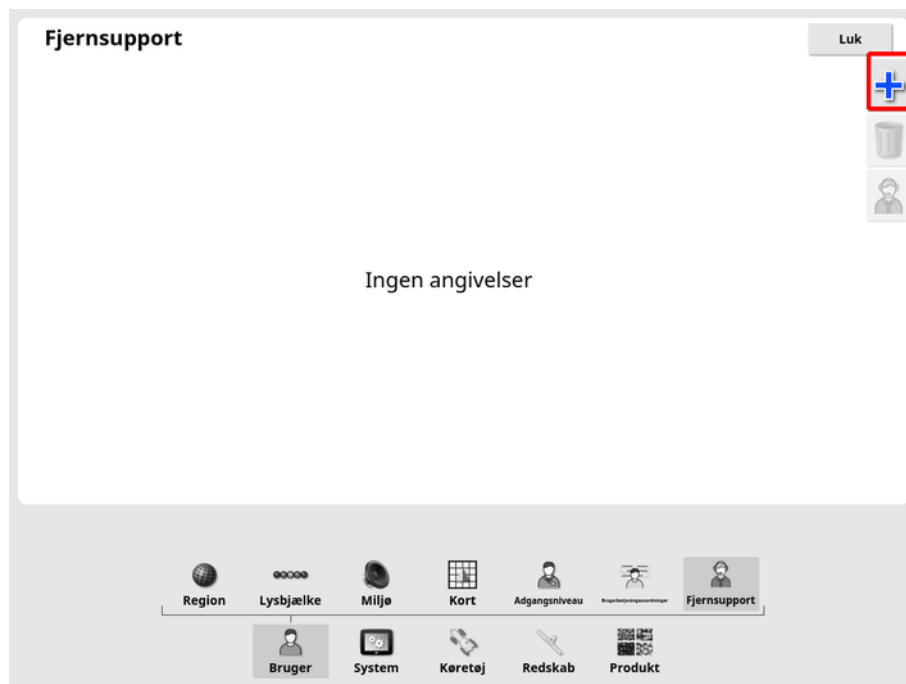 Fjernsupport
Luk
Ingen angivelser
Region
Lysbjælke
Miljø
Kort
Adgangsniveau
Fjernsupport
Bruger
System
Køretøj
Redskab
Produkt